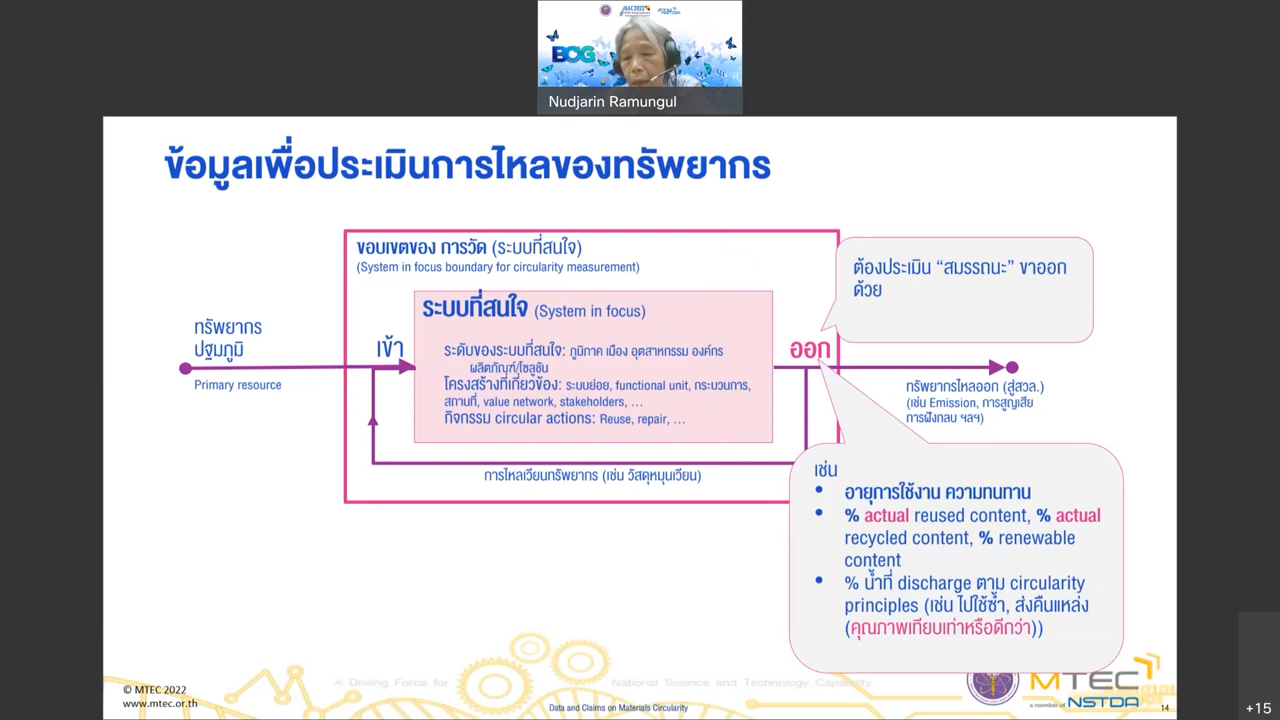 NAC2022
NSTDA
BCG
Nudjarin Ramungul
ข้อมูลเพื่อประเมินการไหลของทรัพยากร
ขอบเขตของ การวัด (ระบบที่สนใจ)
(System in focus boundary for circularity measurement)
ระบบที่สนใจ (System in focus)
ทรัพยากร
ปฐมภูมิ
Primary resource
เข้า
ระดับของระบบที่สนใจ: ภูมิภาค เมือง อุตสาหกรรม องค์กร
ผลิตภัณฑ์/โซลูชัน
โครงสร้างที่เกี่ยวข้อง: ระบบย่อย, functional unit, กระบวนการ,
สถานที่, value network, stakeholders, ...
กิจกรรม circular actions: Reuse, repair, ...
การไหลเวียนทรัพยากร (เช่น วัสดุหมุนเวียน)
ออก
ต้องประเมิน “สมรรถนะ” ขาออก
ด้วย
ทรัพยากรไหลออก (สู่สวล.)
(เช่น Emission, การสูญเสีย
การฝังกลบ ฯลฯ)
เช่น
• อายุการใช้งาน ความทนทาน
• % actual reused content, % actual
recycled content, % renewable
content
• % น้ำที่ discharge ตาม circularity
principles (เช่น ไปใช้ซ้ำ, ส่งคืนแหล่ง
(คุณภาพเทียบเท่าหรือดีกว่า))
A Driving Force for National Science and Technology Capability
© MTEC 2022
www.mtec.or.th
Data and Claims on Materials Circularity
MTEC
a member of NSTDA
14
+15